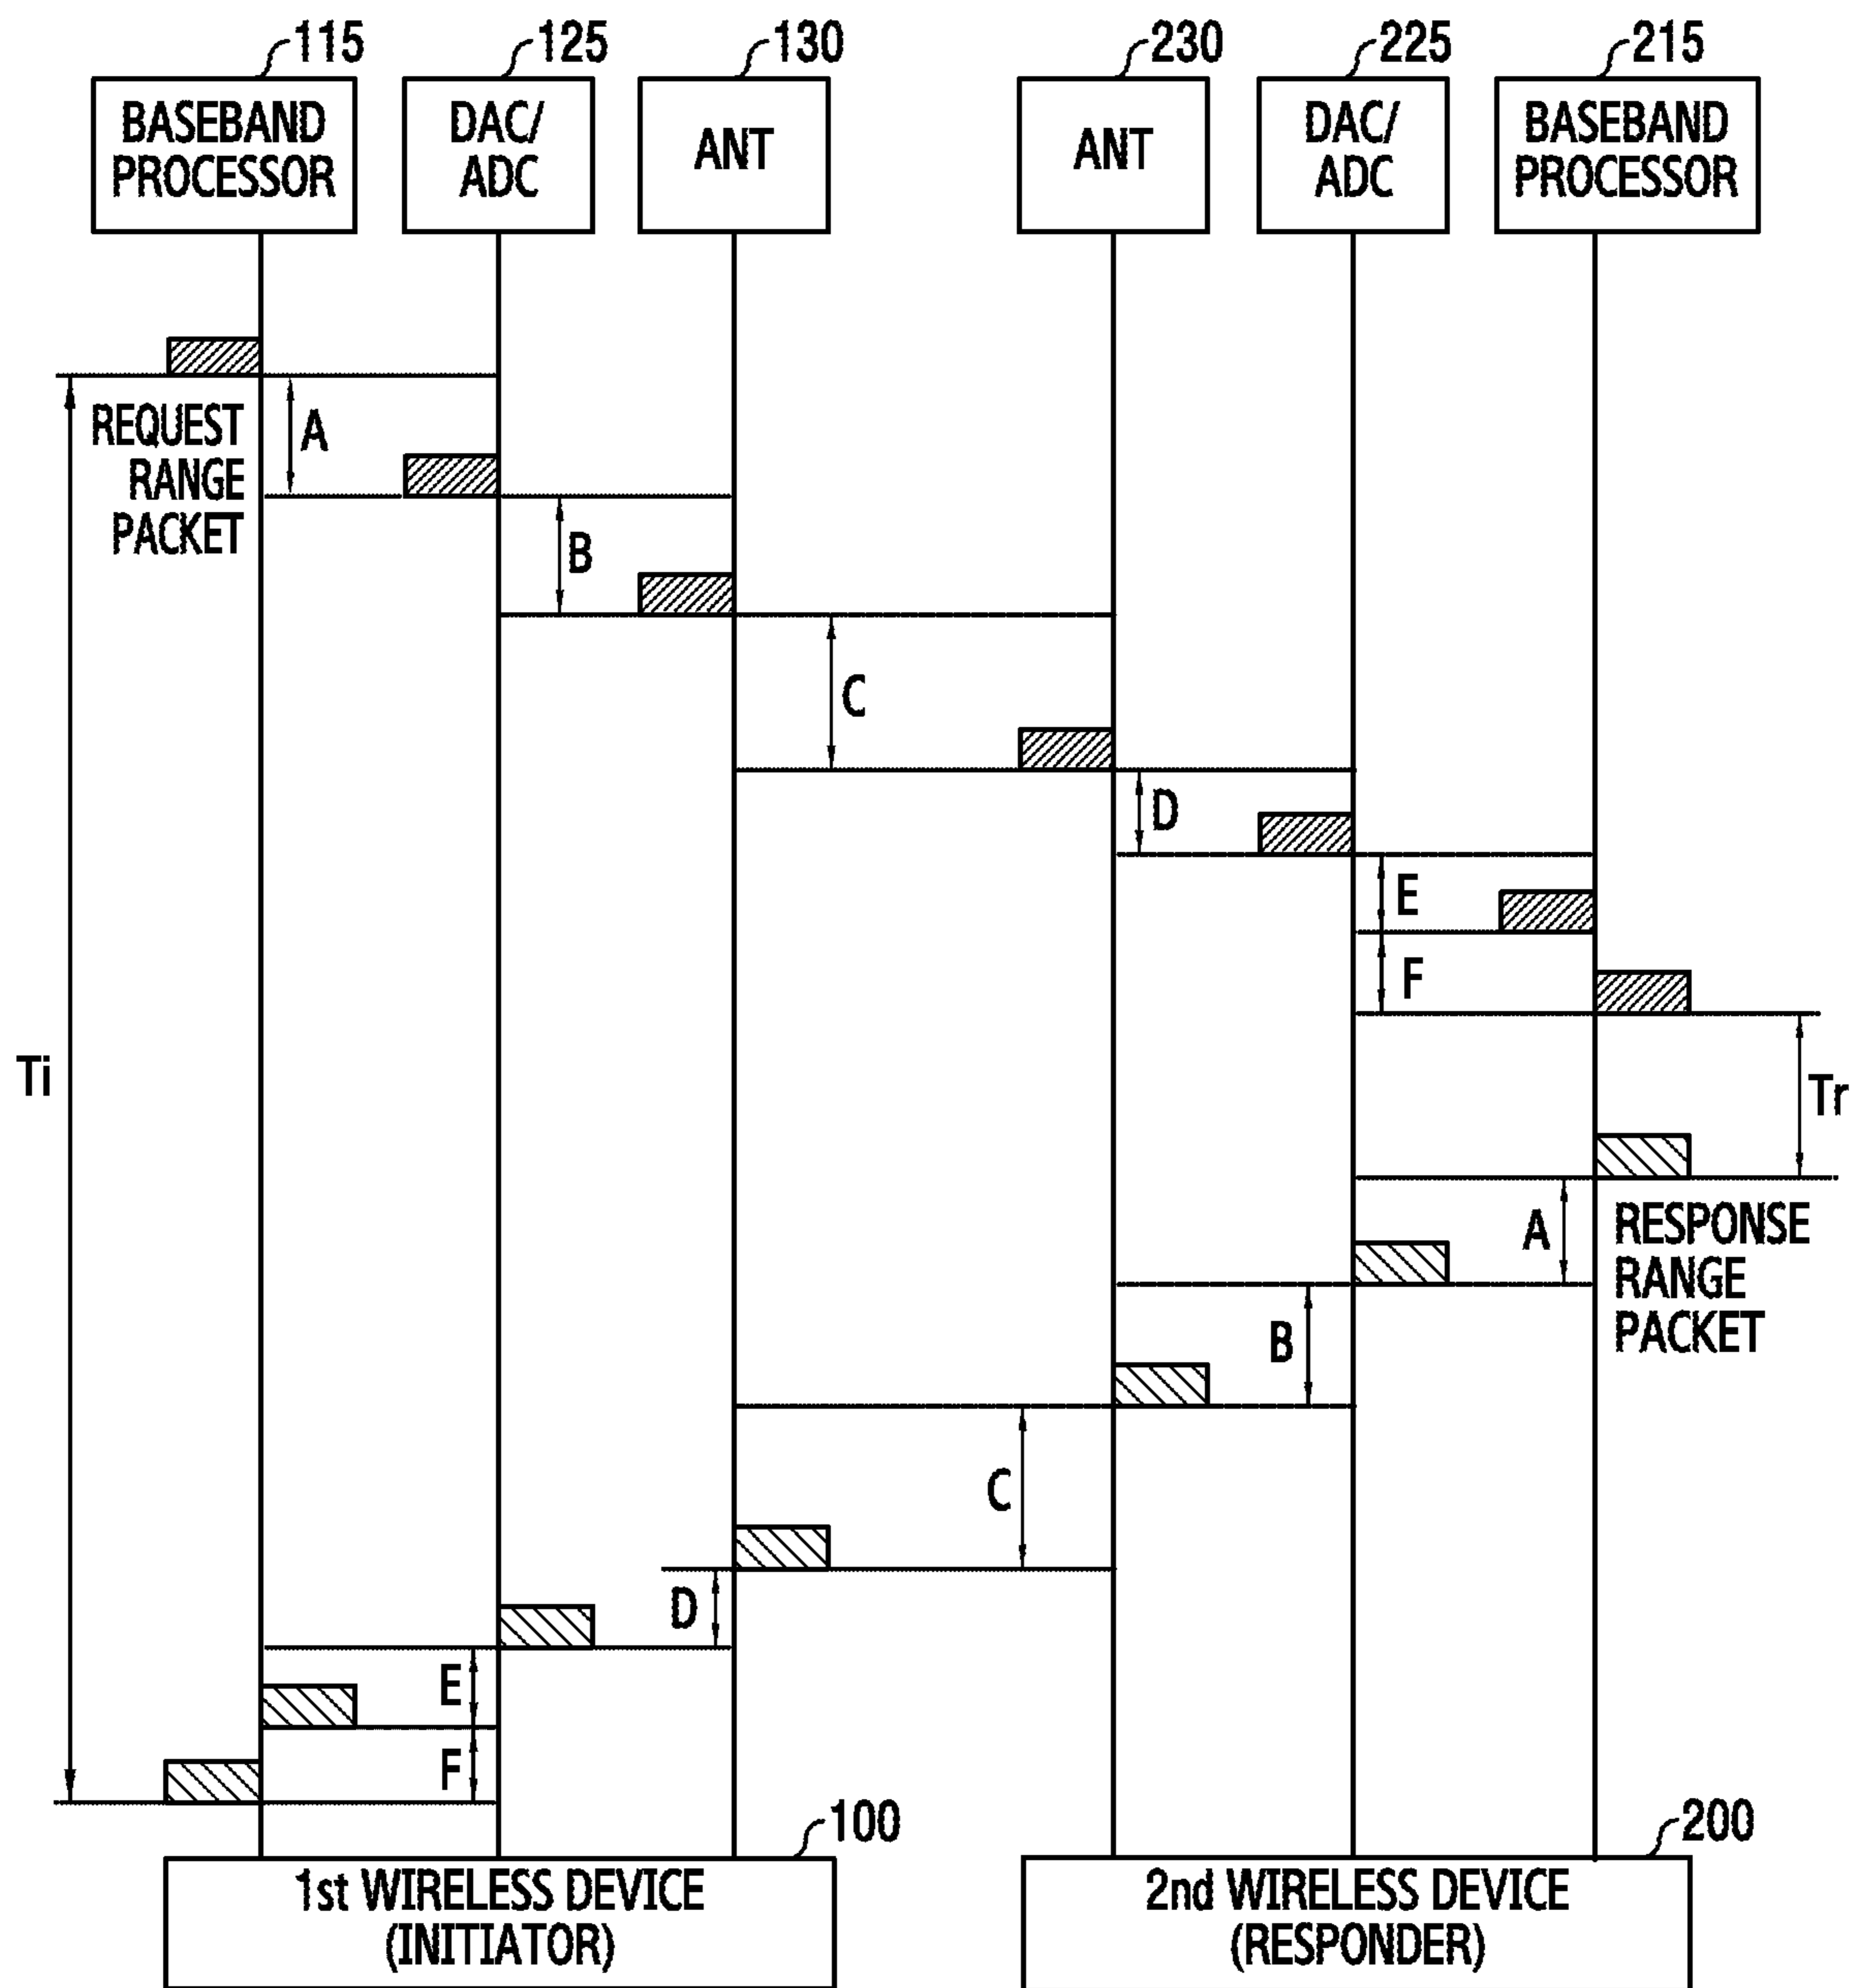 115
125
130
230
225
215
BASEBAND
PROCESSOR
DAC/
ADC
ANT
ANT
DAC/
ADC
BASEBAND
PROCESSOR
REQUEST
RANGE
PACKET
A
B
C
D
E
F
Ti
Tr
A
RESPONSE
RANGE
PACKET
B
C
D
E
F
100
200
1st WIRELESS DEVICE
(INITIATOR)
2nd WIRELESS DEVICE
(RESPONDER)